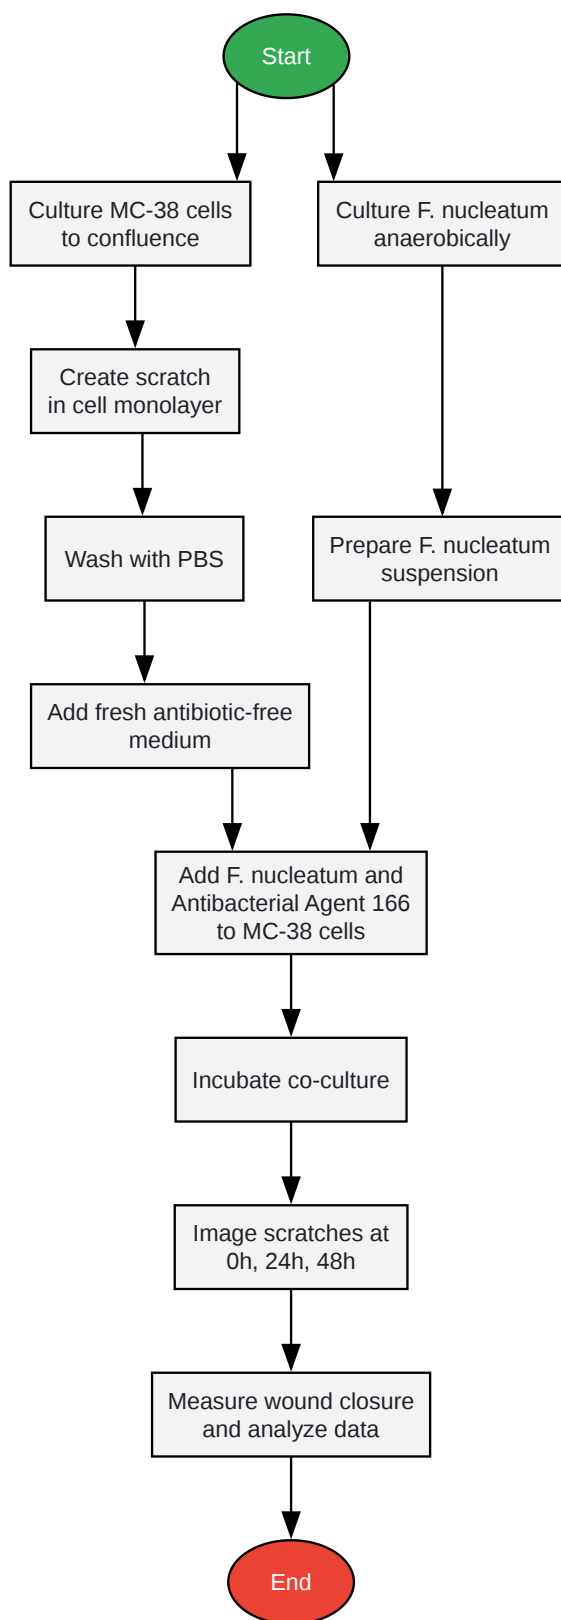 Start
Culture MC-38 cells
to confluence
Culture F. nucleatum
anaerobically
Create scratch
in cell monolayer
Wash with PBS
Prepare F. nucleatum
suspension
Add fresh antibiotic-free
medium
Add F. nucleatum and
Antibacterial Agent 166
to MC-38 cells
Incubate co-culture
Image scratches at
0h, 24h, 48h
Measure wound closure
and analyze data
End